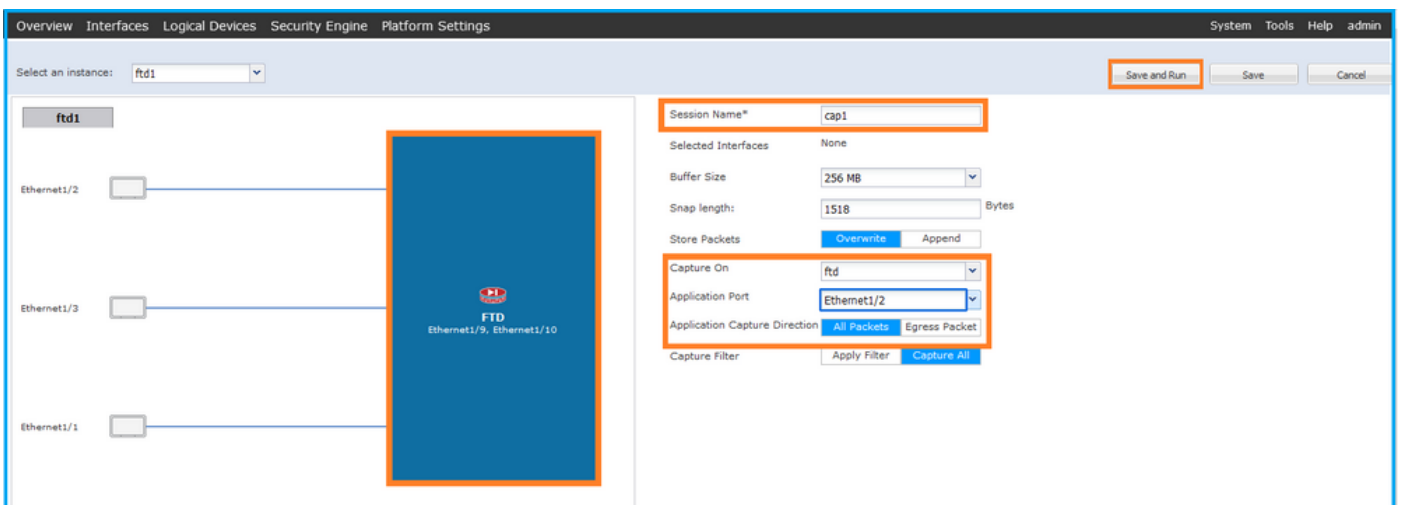 Overview Interfaces Logical Devices Security Engine Platform Settings System Tools Help admin
Select an instance: ftd1 Save and Run Save Cancel
ftd1
Ethernet1/2
Ethernet1/3
Ethernet1/1
FTD
Ethernet1/9, Ethernet1/10
Session Name* cap1
Selected Interfaces None
Buffer Size 256 MB
Snap length: 1518 Bytes
Store Packets Overwrite Append
Capture On ftd
Application Port Ethernet1/2
Application Capture Direction All Packets Egress Packet
Capture Filter Apply Filter Capture All